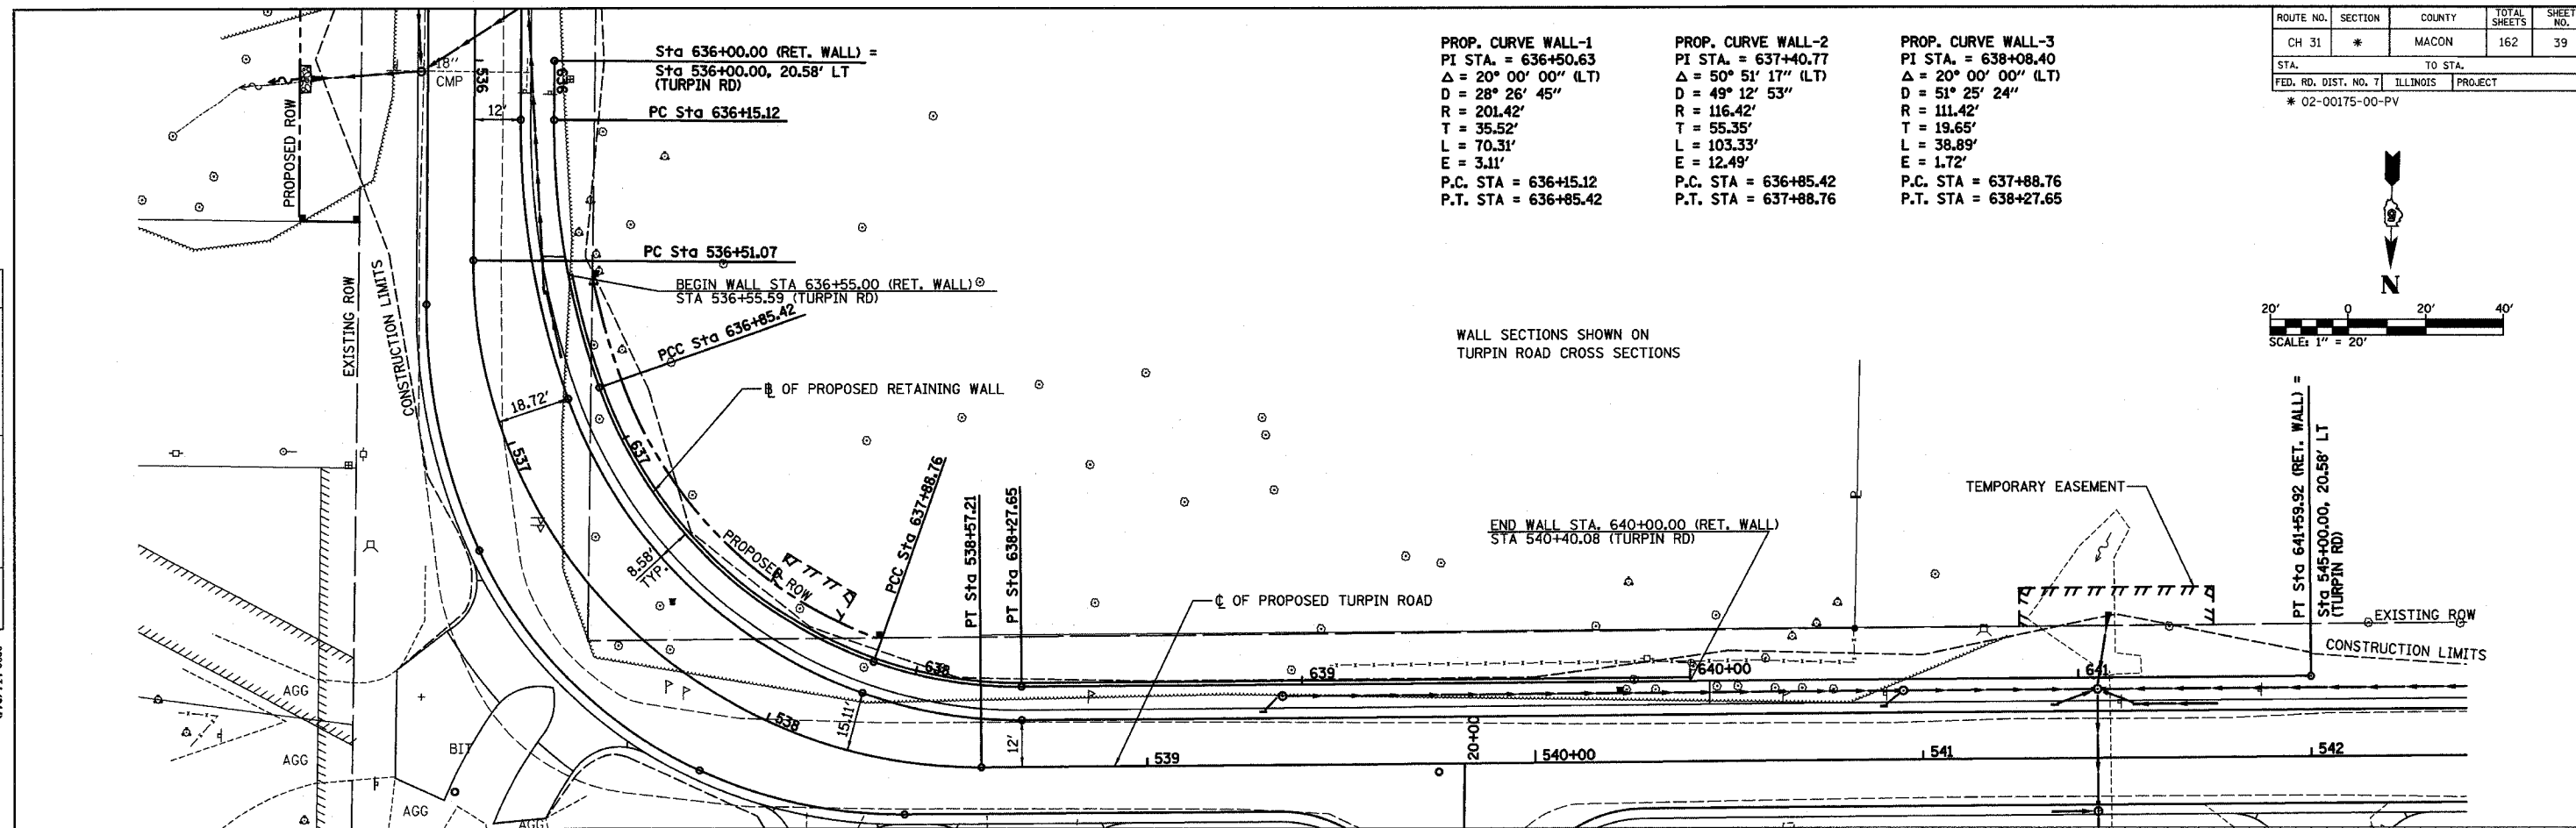 ROUTE NO. SECTION COUNTY TOTAL SHEETS SHEET NO.
CH 31 * MACON 162 39
STA. TO STA.
FED. RD. DIST. NO. 7 ILLINOIS PROJECT
* 02-00175-00-PV
PROP. CURVE WALL-1
PI STA. = 636+50.63
Δ = 20° 00' 00" (LT)
D = 28° 26' 45"
R = 201.42'
T = 35.52'
L = 70.31'
E = 3.11'
P.C. STA = 636+15.12
P.T. STA = 636+85.42
PROP. CURVE WALL-2
PI STA. = 637+40.77
Δ = 50° 51' 17" (LT)
D = 49° 12' 53"
R = 116.42'
T = 55.35'
L = 103.33'
E = 12.49'
P.C. STA = 636+85.42
P.T. STA = 637+88.76
PROP. CURVE WALL-3
PI STA. = 638+08.40
Δ = 20° 00' 00" (LT)
D = 51° 25' 24"
R = 111.42'
T = 19.65'
L = 38.89'
E = 1.72'
P.C. STA = 637+88.76
P.T. STA = 638+27.65
Sta 636+00.00 (RET. WALL) =
Sta 536+00.00, 20.58' LT
(TURPIN RD)
PC Sta 636+15.12
18"
CMP
536
636
12'
PROPOSED ROW
PC Sta 536+51.07
BEGIN WALL STA 636+55.00 (RET. WALL)
STA 536+55.59 (TURPIN RD)
PCC Sta 636+85.42
EXISTING ROW
CONSTRUCTION LIMITS
N
20' 0 20' 40'
SCALE: 1" = 20'
WALL SECTIONS SHOWN ON
TURPIN ROAD CROSS SECTIONS
℄ OF PROPOSED RETAINING WALL
18.72'
537
637
8.58'
TYP.
PROPOSED ROW
PCC Sta 637+88.76
PT Sta 538+57.21
PT Sta 638+27.65
END WALL STA. 640+00.00 (RET. WALL)
STA 540+40.08 (TURPIN RD)
TEMPORARY EASEMENT
PT Sta 641+59.92 (RET. WALL) =
Sta 545+00.00, 20.58' LT
(TURPIN RD)
℄ OF PROPOSED TURPIN ROAD
EXISTING ROW
CONSTRUCTION LIMITS
638
639
640+00
641
AGG
P P
P
538
15.11'
12'
BIT
AGG
539
20+00
540+00
541
542
AGG
AGG